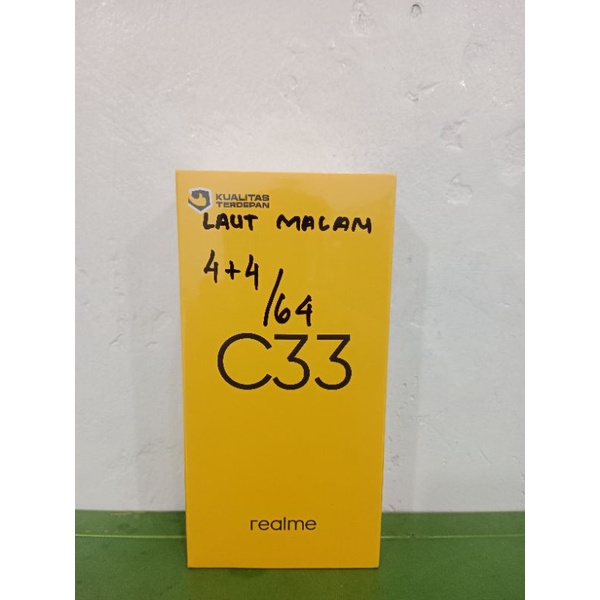 KUALITAS
TERDEPAN
LAUT MALAM
4+4
/64
C33
realme